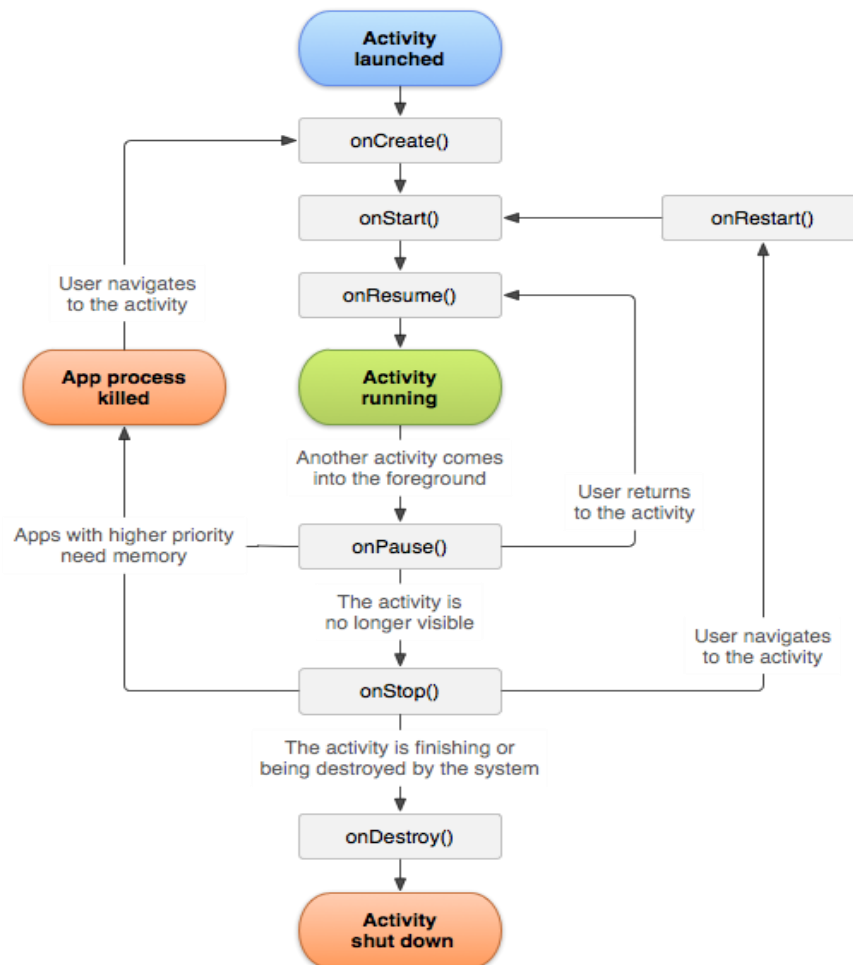 Activity
launched
onCreate()
onStart()
onRestart()
User navigates
to the activity
onResume()
App process
killed
Activity
running
Another activity comes
into the foreground
User returns
to the activity
Apps with higher priority
need memory
onPause()
The activity is
no longer visible
User navigates
to the activity
onStop()
The activity is finishing or
being destroyed by the system
onDestroy()
Activity
shut down